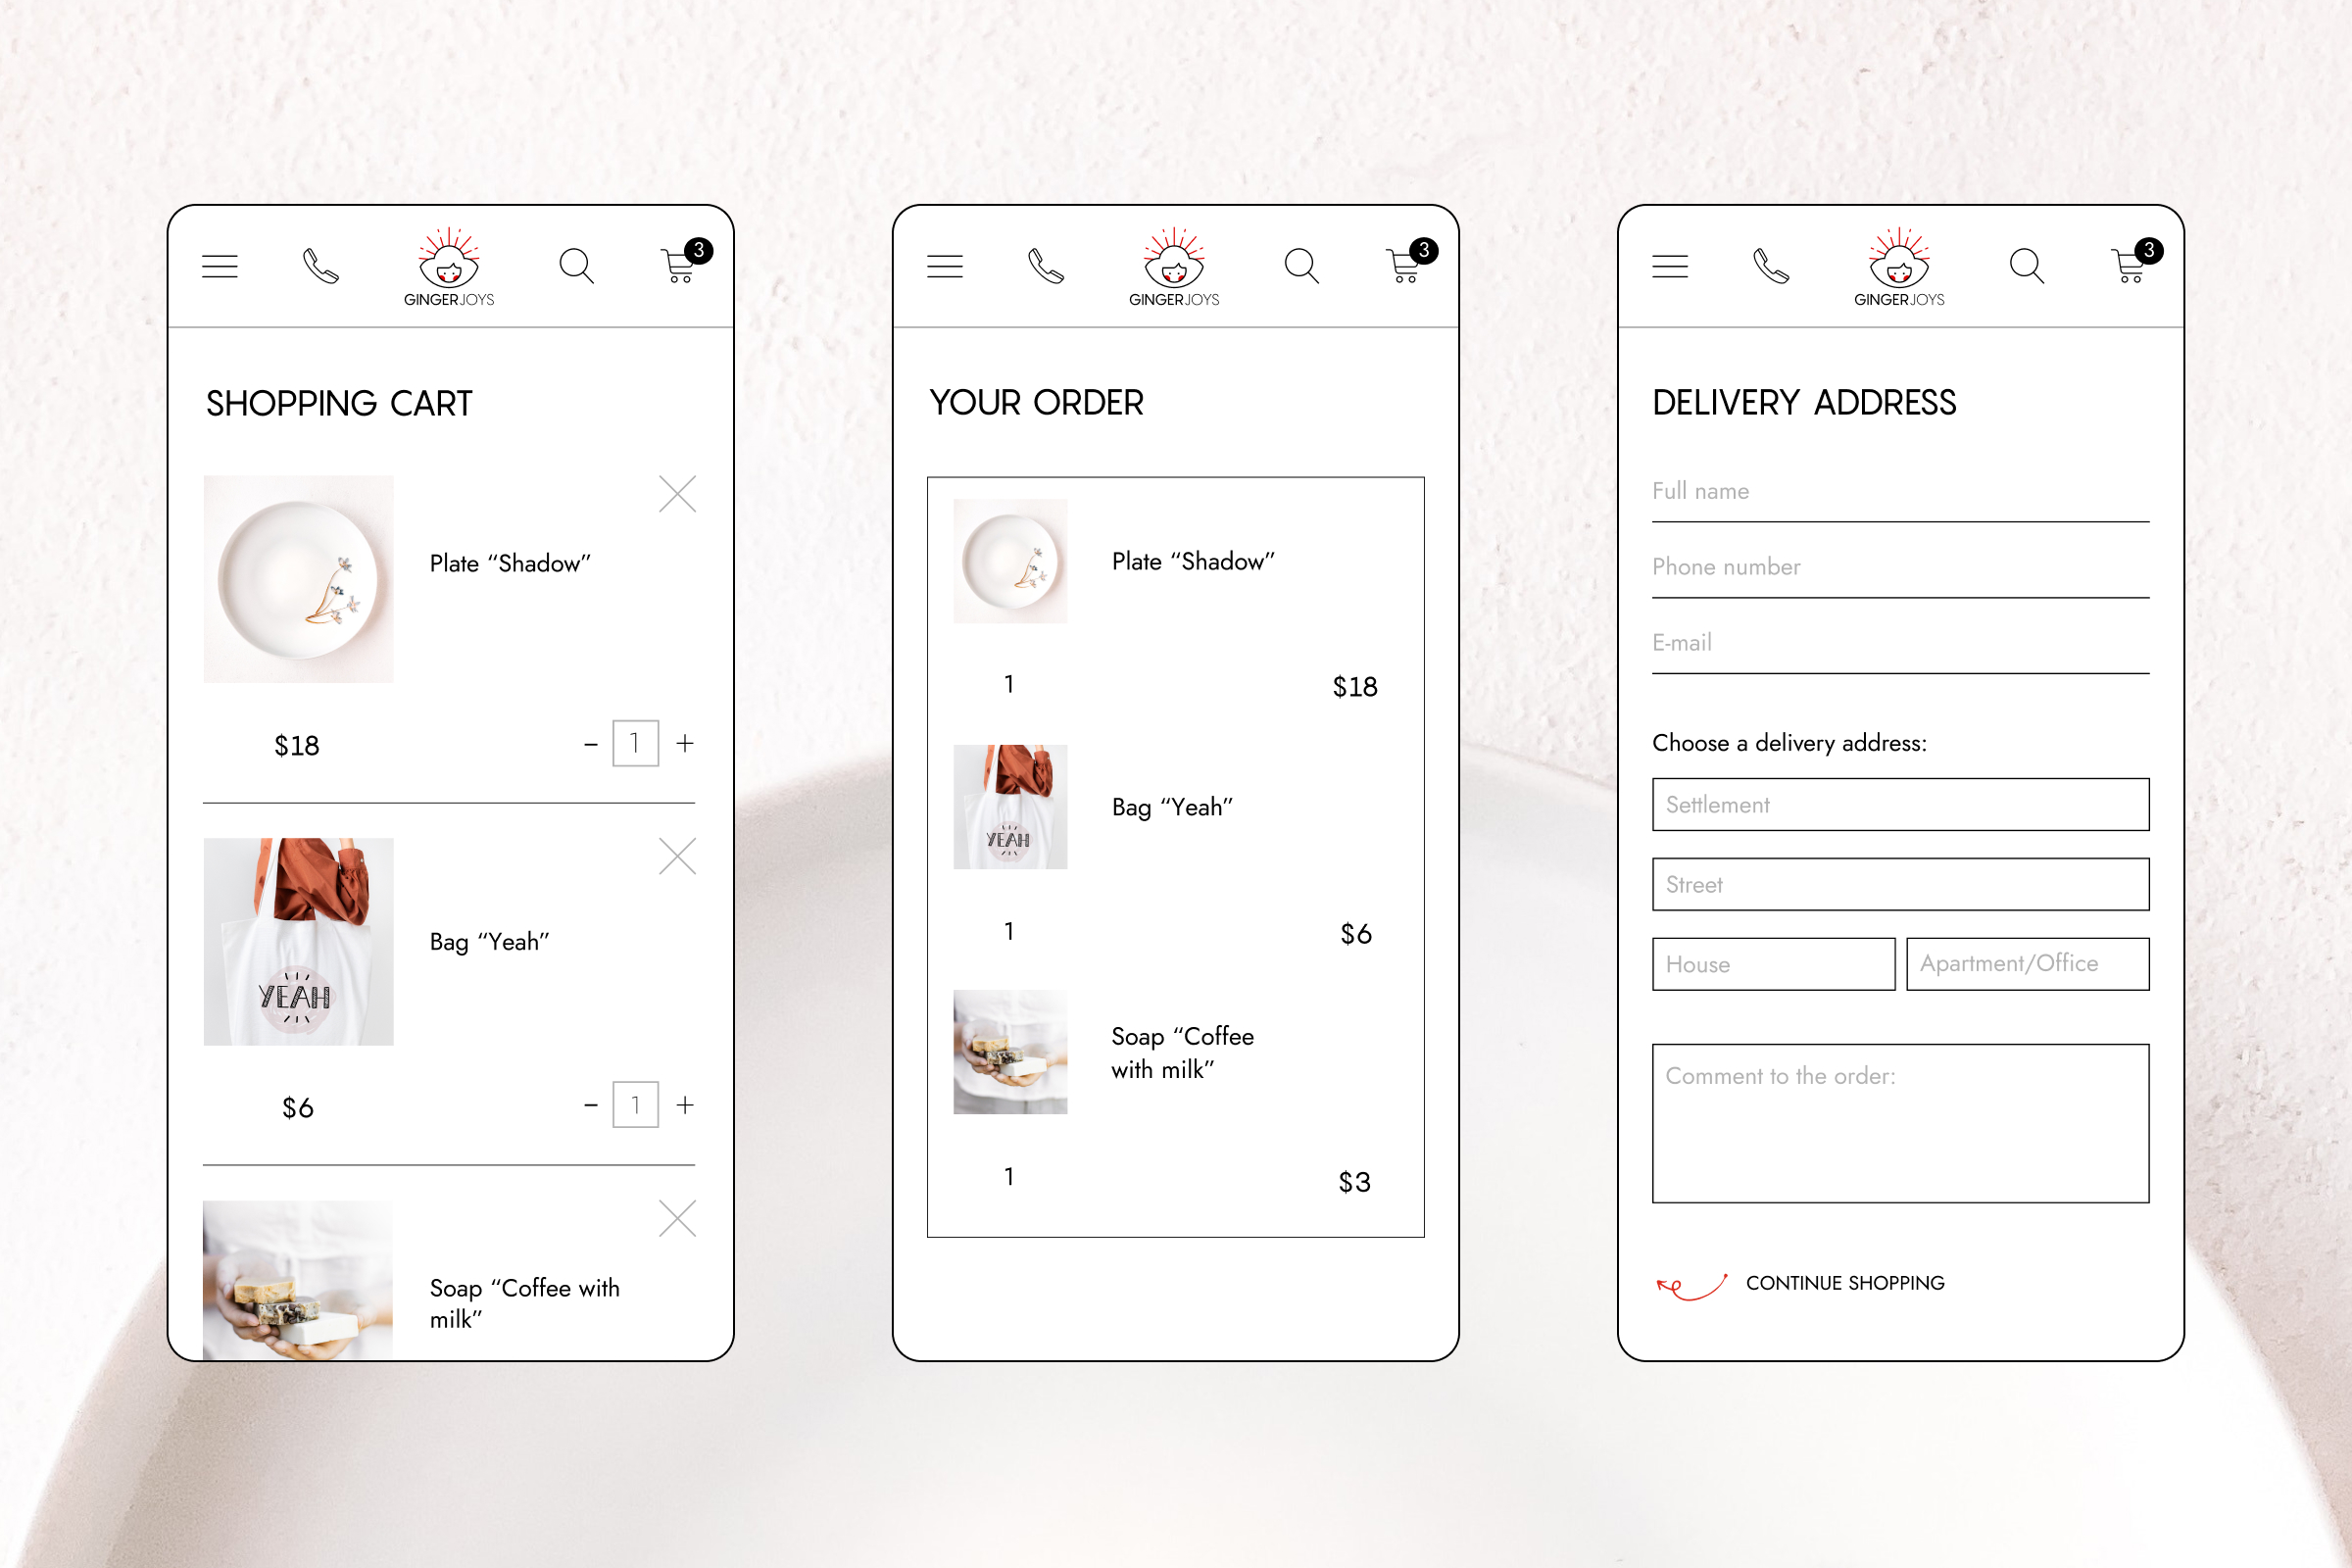 GINGERJOYS
3
SHOPPING CART
Plate “Shadow”
$18
– 1 +
YEAH
Bag “Yeah”
$6
– 1 +
Soap “Coffee with
milk”
GINGERJOYS
3
YOUR ORDER
Plate “Shadow”
1 $18
YEAH
Bag “Yeah”
1 $6
Soap “Coffee
with milk”
1 $3
GINGERJOYS
3
DELIVERY ADDRESS
Full name
Phone number
E-mail
Choose a delivery address:
Settlement
Street
House Apartment/Office
Comment to the order:
CONTINUE SHOPPING